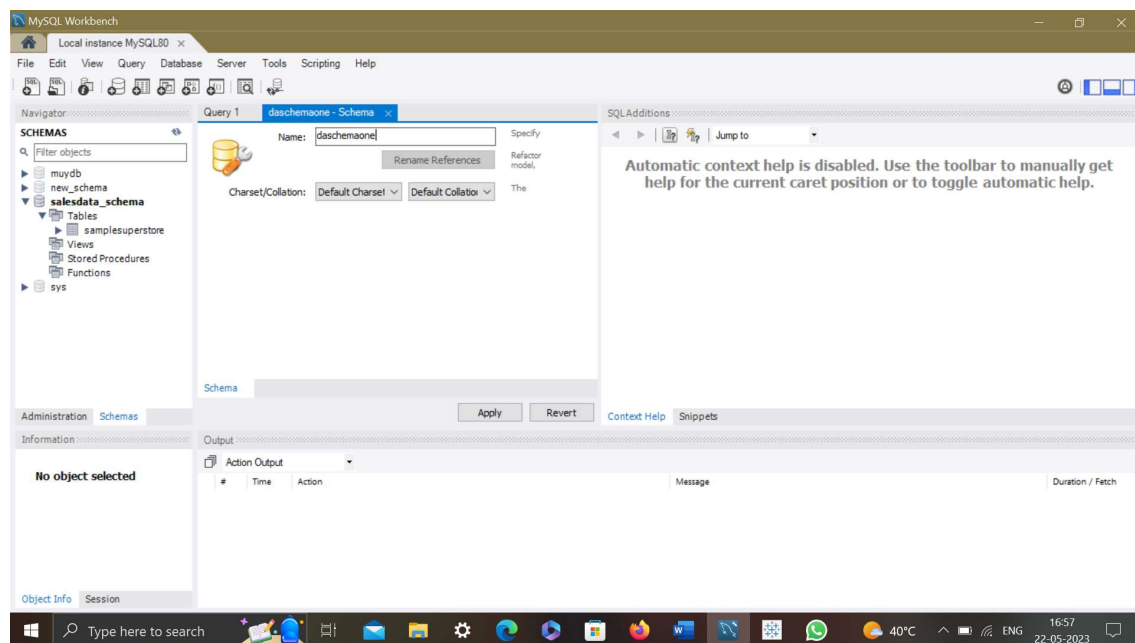 MySQL Workbench
Local instance MySQL80
File Edit View Query Database Server Tools Scripting Help
Navigator
SCHEMAS
Filter objects
muydb
new_schema
salesdata_schema
Tables
samplesuperstore
Views
Stored Procedures
Functions
sys
Administration Schemas
Query 1 daschemaone - Schema
Name: daschemaone
Specify
Rename References
Refactor
model,
Charset/Collation: Default Charset Default Collatior
The
Schema
Apply Revert
SQLAdditions
Jump to
Automatic context help is disabled. Use the toolbar to manually get
help for the current caret position or to toggle automatic help.
Context Help Snippets
Information
No object selected
Object Info Session
Output
Action Output
# Time Action Message Duration / Fetch
Type here to search
40°C ENG
16:57
22-05-2023